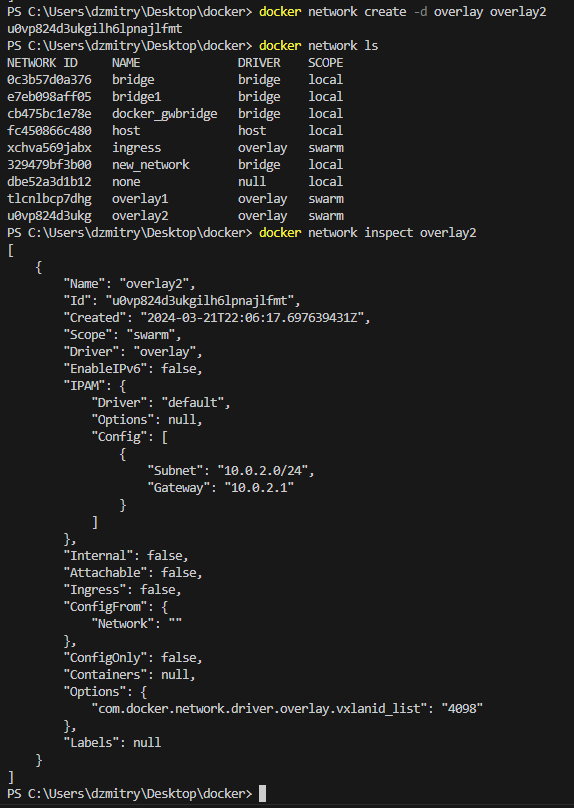 PS C:\Users\dzmitry\Desktop\docker> docker network create -d overlay overlay2
u0vp824d3ukgilh6lpnajlfmt
PS C:\Users\dzmitry\Desktop\docker> docker network ls
NETWORK ID     NAME              DRIVER    SCOPE
0c3b57d0a376   bridge            bridge    local
e7eb098aff05   bridge1           bridge    local
cb475bc1e78e   docker_gwbridge   bridge    local
fc450866c480   host              host      local
xchva569jabx   ingress           overlay   swarm
329479bf3b00   new_network       bridge    local
dbe52a3d1b12   none              null      local
tlcnlbcp7dhg   overlay1          overlay   swarm
u0vp824d3ukg   overlay2          overlay   swarm
PS C:\Users\dzmitry\Desktop\docker> docker network inspect overlay2
[
    {
        "Name": "overlay2",
        "Id": "u0vp824d3ukgilh6lpnajlfmt",
        "Created": "2024-03-21T22:06:17.697639431Z",
        "Scope": "swarm",
        "Driver": "overlay",
        "EnableIPv6": false,
        "IPAM": {
            "Driver": "default",
            "Options": null,
            "Config": [
                {
                    "Subnet": "10.0.2.0/24",
                    "Gateway": "10.0.2.1"
                }
            ]
        },
        "Internal": false,
        "Attachable": false,
        "Ingress": false,
        "ConfigFrom": {
            "Network": ""
        },
        "ConfigOnly": false,
        "Containers": null,
        "Options": {
            "com.docker.network.driver.overlay.vxlanid_list": "4098"
        },
        "Labels": null
    }
]
PS C:\Users\dzmitry\Desktop\docker>